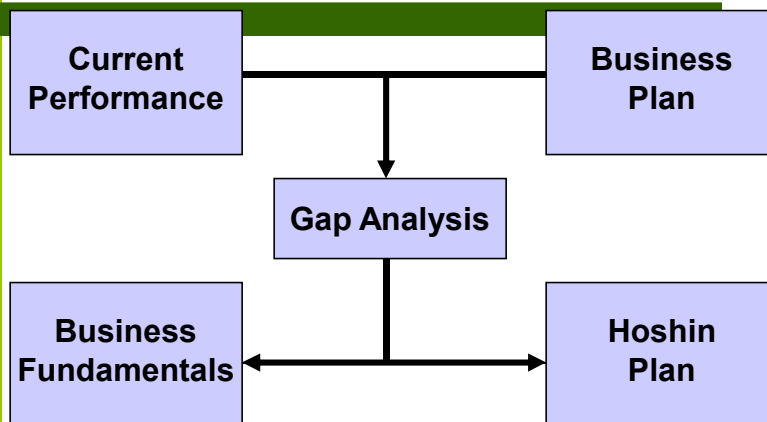 Current
Performance
Business
Plan
Gap Analysis
Business
Fundamentals
Hoshin
Plan